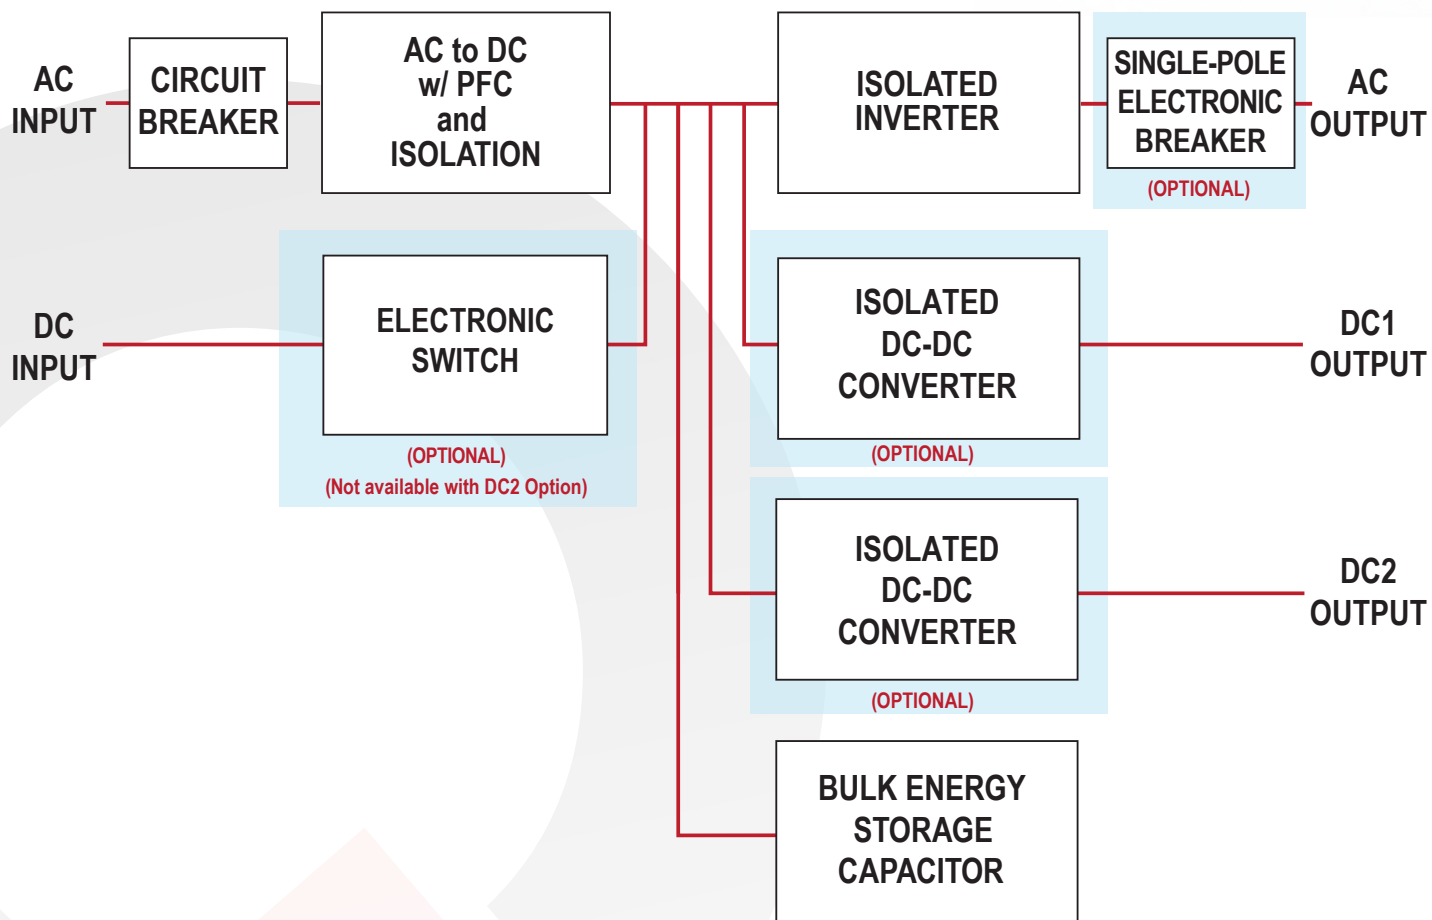 AC
INPUT
CIRCUIT
BREAKER
AC to DC
w/ PFC
and
ISOLATION
ISOLATED
INVERTER
SINGLE-POLE
ELECTRONIC
BREAKER
(OPTIONAL)
AC
OUTPUT
DC
INPUT
ELECTRONIC
SWITCH
(OPTIONAL)
(Not available with DC2 Option)
ISOLATED
DC-DC
CONVERTER
(OPTIONAL)
DC1
OUTPUT
ISOLATED
DC-DC
CONVERTER
(OPTIONAL)
DC2
OUTPUT
BULK ENERGY
STORAGE
CAPACITOR